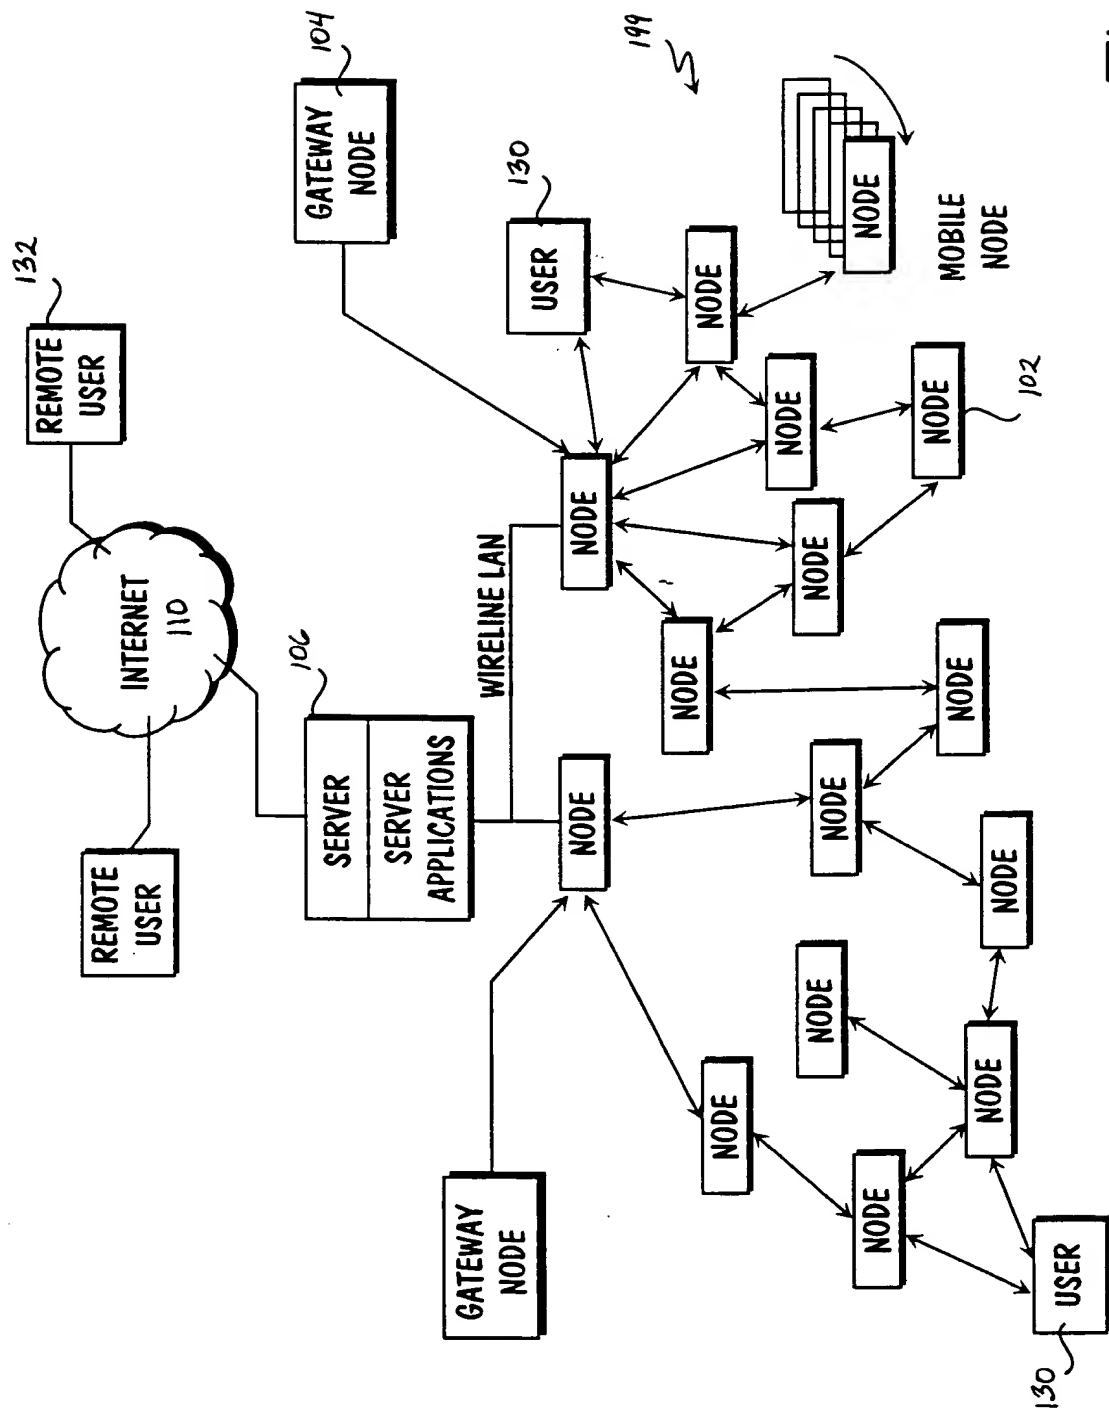 132
REMOTE
USER
REMOTE
USER
INTERNET
110
106
SERVER
SERVER
APPLICATIONS
104
GATEWAY
NODE
GATEWAY
NODE
WIRELINE LAN
130
USER
NODE
NODE
199
NODE
NODE
NODE
NODE
NODE
NODE
NODE
NODE
NODE
MOBILE
NODE
NODE
102
NODE
NODE
NODE
NODE
USER
130